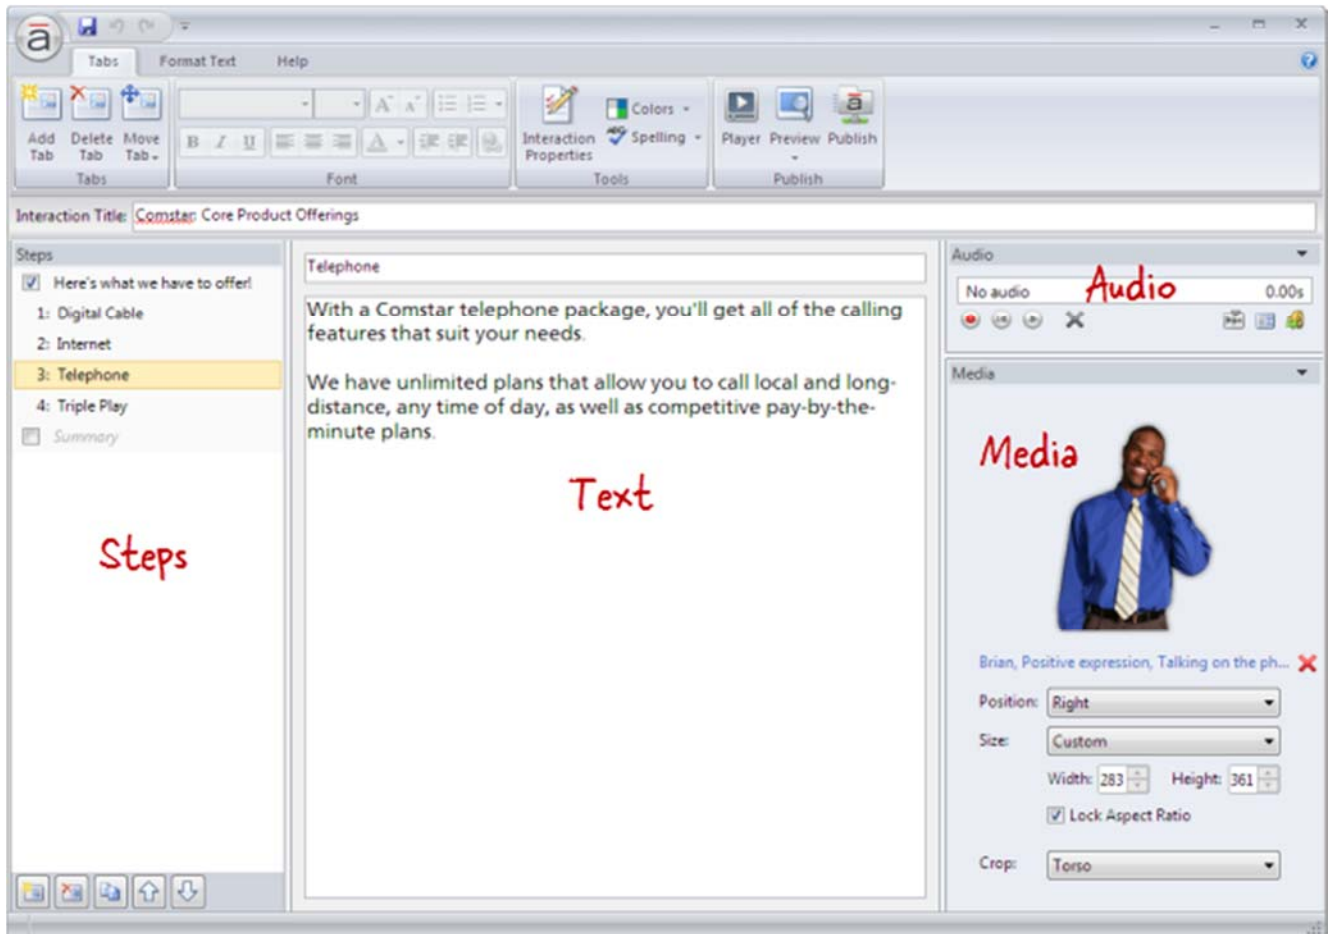 ā
Tabs Format Text Help
Add Tab
Delete Tab
Move Tab
Tabs
A A
B I U A
Font
Interaction Properties
Colors
ABC Spelling
Tools
Player Preview Publish
Publish
Interaction Title: Comstar: Core Product Offerings
Steps
Here's what we have to offer!
1: Digital Cable
2: Internet
3: Telephone
4: Triple Play
Summary
Steps
Telephone
With a Comstar telephone package, you'll get all of the calling
features that suit your needs.
We have unlimited plans that allow you to call local and long-
distance, any time of day, as well as competitive pay-by-the-
minute plans.
Text
Audio
No audio 0.00s
Audio
Media
Media
Brian, Positive expression, Talking on the ph...
Position: Right
Size: Custom
Width: 283 Height: 361
Lock Aspect Ratio
Crop: Torso